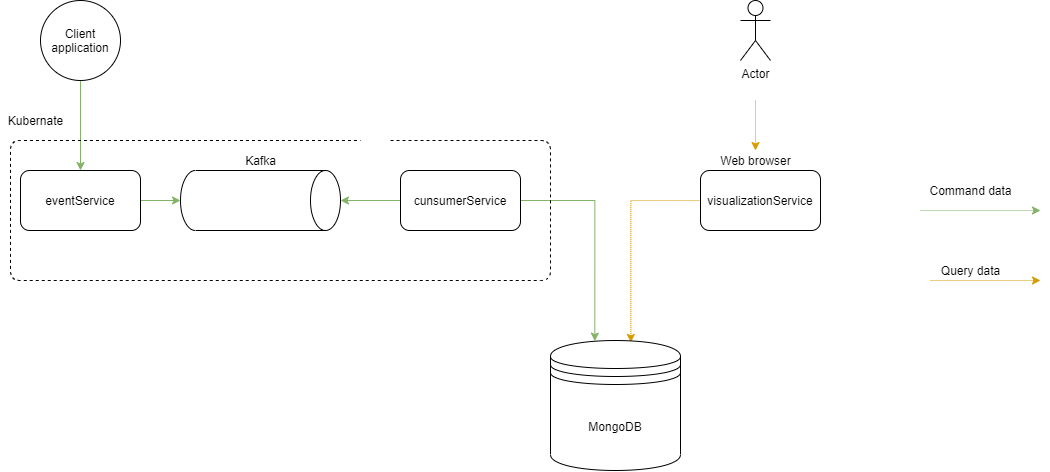 Client
application
Actor
Kubernate
Kafka
Web browser
eventService
cunsumerService
visualizationService
Command data
Query data
MongoDB